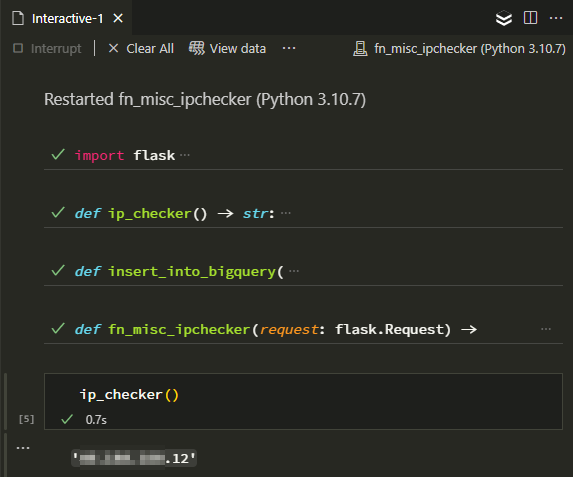 Interactive-1
Interrupt
Clear All
View data
fn_misc_ipchecker (Python 3.10.7)
Restarted fn_misc_ipchecker (Python 3.10.7)
import flask ···
def ip_checker() -> str: ···
def insert_into_bigquery( ···
def fn_misc_ipchecker(request: flask.Request) -> ···
ip_checker()
[5]
0.7s
.12'